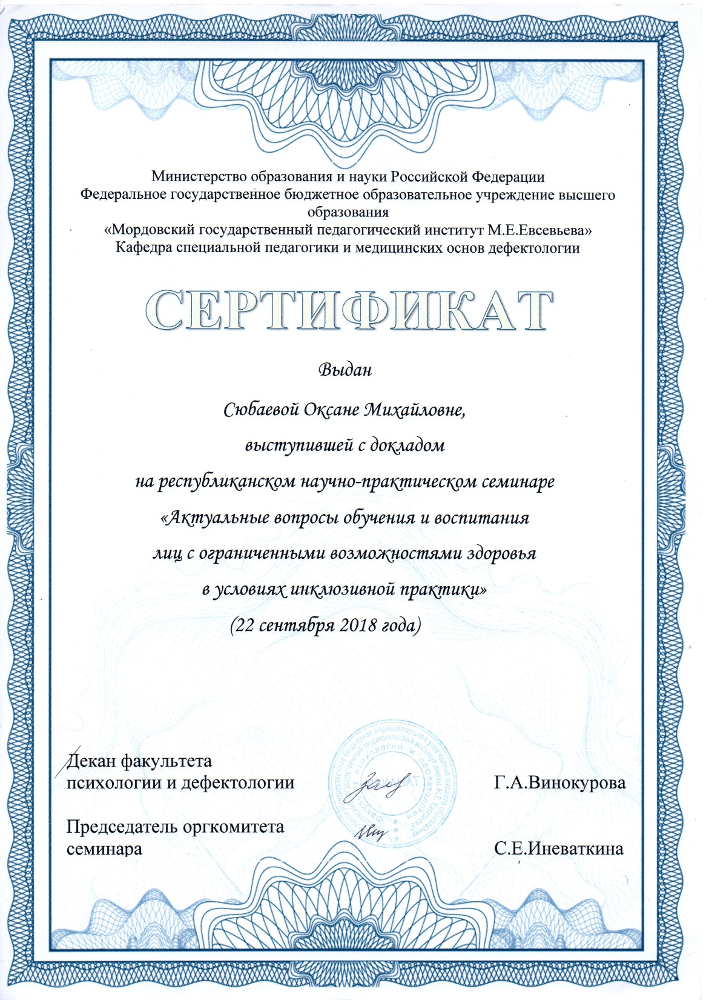 Министерство образования и науки Российской Федерации
Федеральное государственное бюджетное образовательное учреждение высшего
образования
«Мордовский государственный педагогический институт М.Е.Евсевьева»
Кафедра специальной педагогики и медицинских основ дефектологии
СЕРТИФИКАТ
Выдан
Сюбаевой Оксане Михайловне,
выступившей с докладом
на республиканском научно-практическом семинаре
«Актуальные вопросы обучения и воспитания
лиц с ограниченными возможностями здоровья
в условиях инклюзивной практики»
(22 сентября 2018 года)
Декан факультета
психологии и дефектологии
Г.А.Винокурова
ДЕКАНАТ
Председатель оргкомитета
семинара
С.Е.Иневаткина